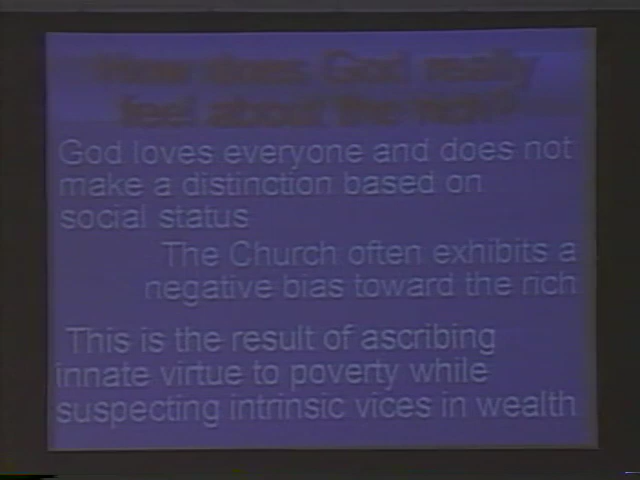 How does God really
feel about the rich?
God loves everyone and does not
make a distinction based on
social status
The Church often exhibits a
negative bias toward the rich
This is the result of ascribing
innate virtue to poverty while
suspecting intrinsic vices in wealth